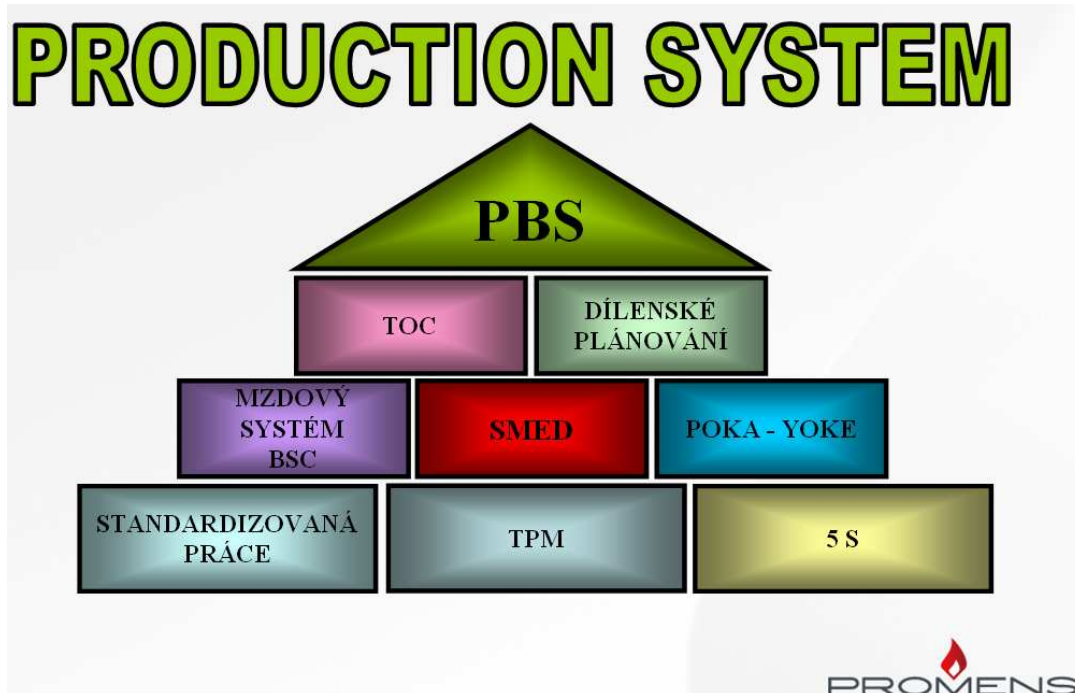 PRODUCTION SYSTEM
PBS
TOC
DÍLENSKÉ
PLÁNOVÁNÍ
MZDOVÝ
SYSTÉM
BSC
SMED
POKA - YOKE
STANDARDIZOVANÁ
PRÁCE
TPM
5 S
PROMENS